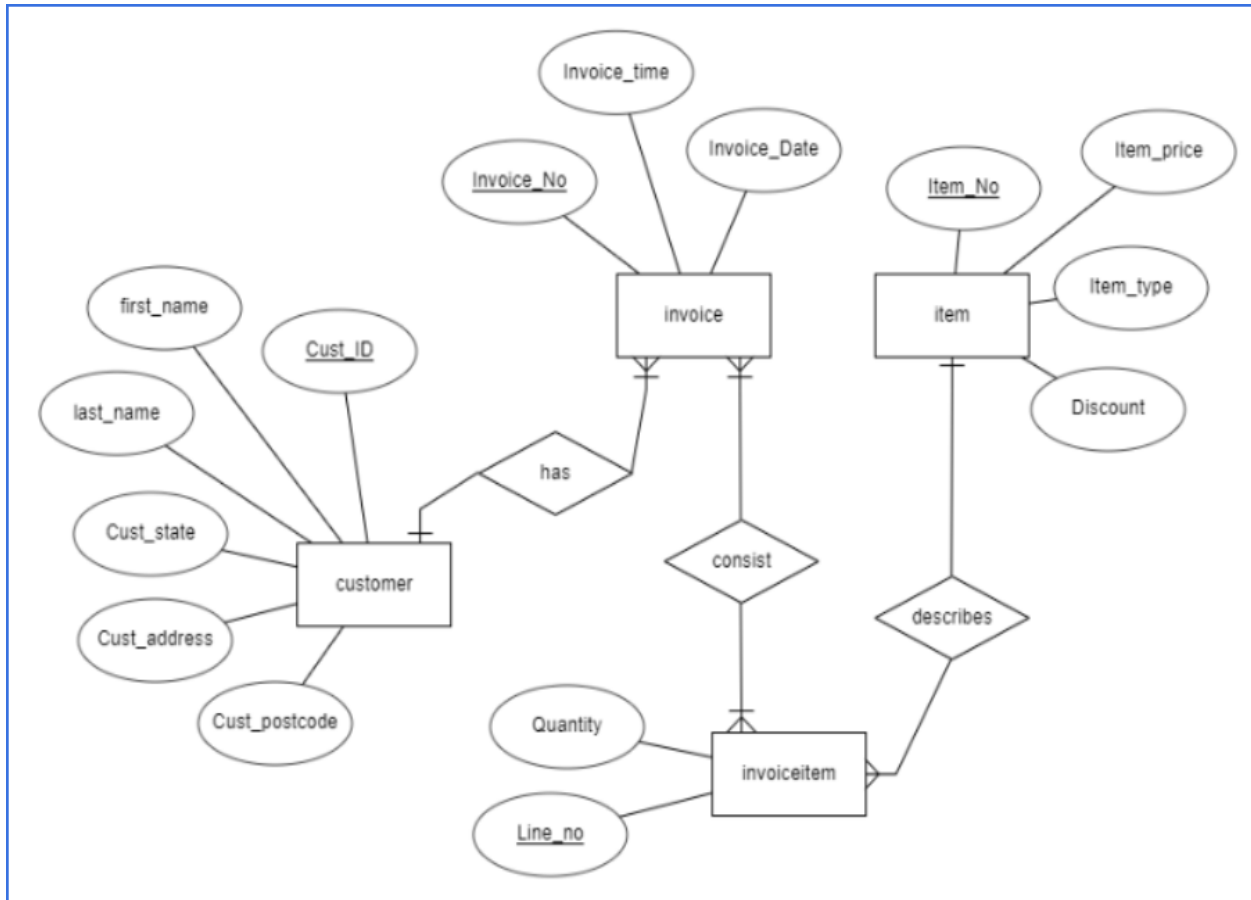 Invoice_time
Invoice_Date
Invoice_No
Item_price
Item_No
Item_type
invoice
item
first_name
Cust_ID
Discount
last_name
has
Cust_state
consist
customer
describes
Cust_address
Cust_postcode
Quantity
invoiceitem
Line_no